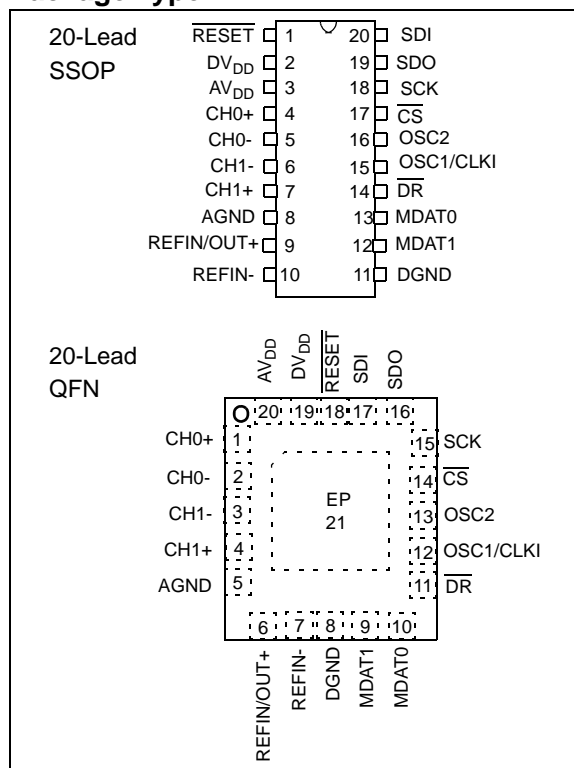 20-Lead
SSOP
RESET 1 20 SDI
DVDD 2 19 SDO
AVDD 3 18 SCK
CH0+ 4 17 CS
CH0- 5 16 OSC2
CH1- 6 15 OSC1/CLKI
CH1+ 7 14 DR
AGND 8 13 MDAT0
REFIN/OUT+ 9 12 MDAT1
REFIN- 10 11 DGND
20-Lead
QFN
AVDD DVDD RESET SDI SDO
20 19 18 17 16
CH0+ 1 15 SCK
CH0- 2 14 CS
EP
21
CH1- 3 13 OSC2
CH1+ 4 12 OSC1/CLKI
AGND 5 11 DR
6 7 8 9 10
REFIN/OUT+ REFIN- DGND MDAT1 MDAT0